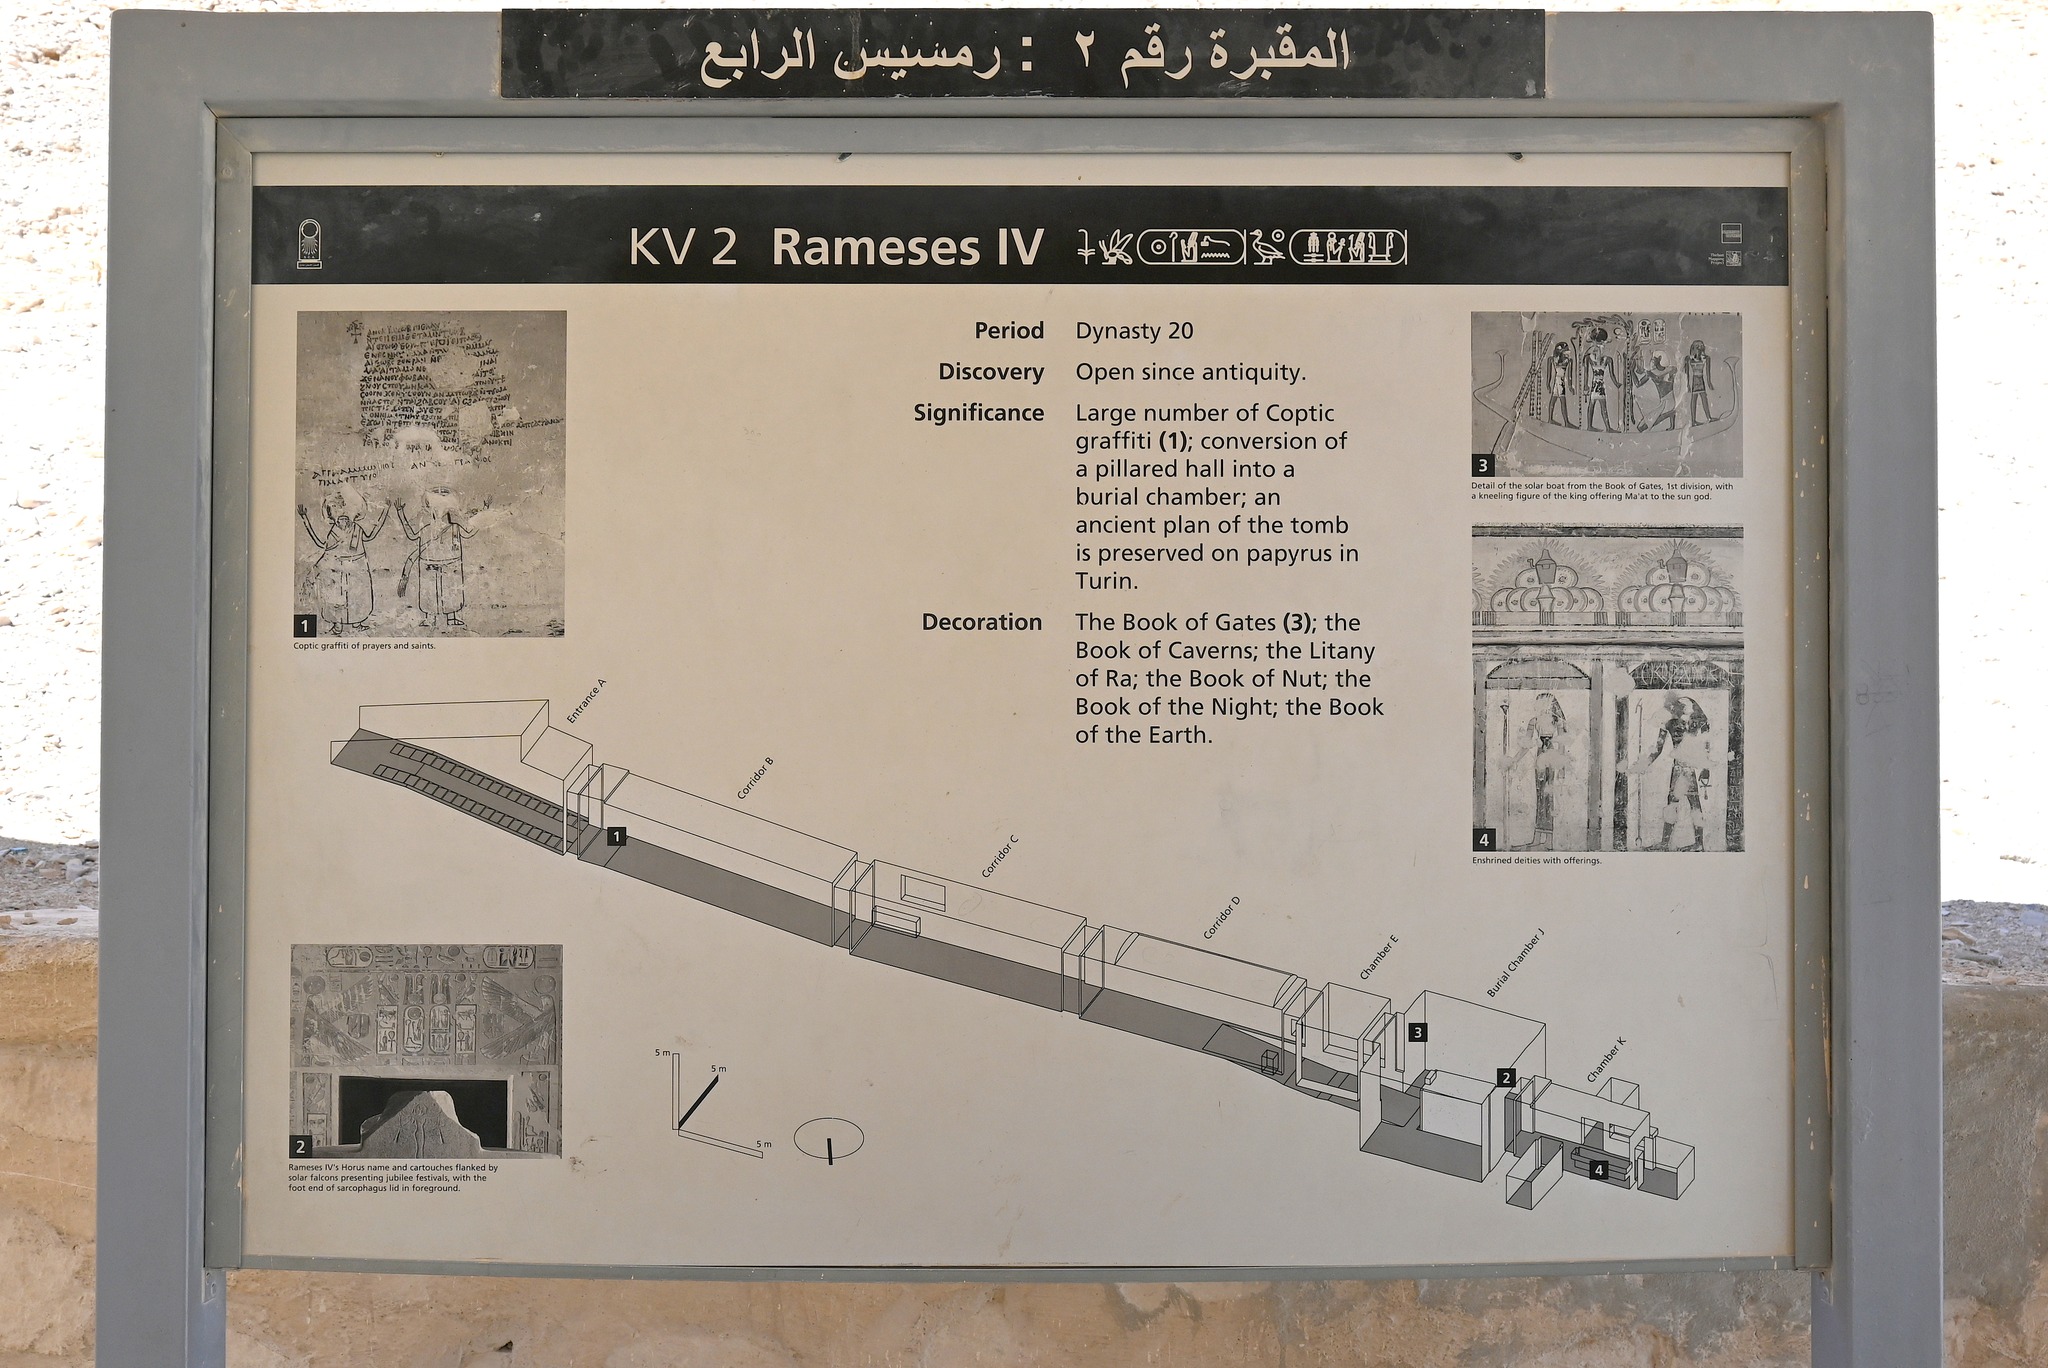 المقبرة رقم ٢ : رمسيس الرابع
KV 2 Rameses IV
Period Dynasty 20
Discovery Open since antiquity.
Significance Large number of Coptic
graffiti (1); conversion of
a pillared hall into a
burial chamber; an
ancient plan of the tomb
is preserved on papyrus in
Turin.
Decoration The Book of Gates (3); the
Book of Caverns; the Litany
of Ra; the Book of Nut; the
Book of the Night; the Book
of the Earth.
1
Coptic graffiti of prayers and saints.
3
Detail of the solar boat from the Book of Gates, 1st division, with
a kneeling figure of the king offering Ma'at to the sun god.
4
Enshrined deities with offerings.
2
Rameses IV's Horus name and cartouches flanked by
solar falcons presenting jubilee festivals, with the
foot end of sarcophagus lid in foreground.
Entrance A
Corridor B
Corridor C
Corridor D
Chamber E
Burial Chamber J
Chamber K
1
3
2
4
5 m
5 m
5 m